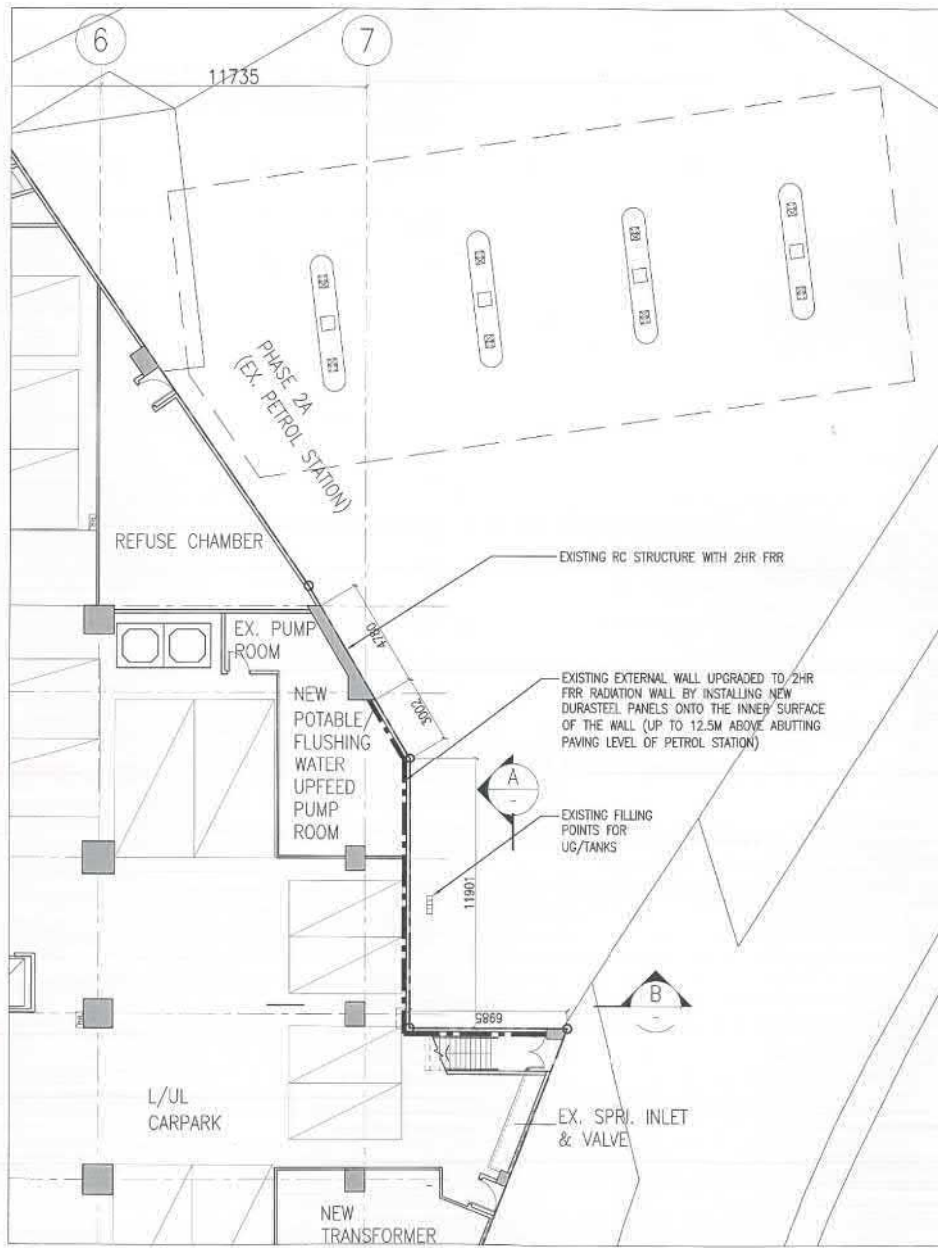 6
7
11735
PHASE 2A
(EX. PETROL STATION)
REFUSE CHAMBER
EXISTING RC STRUCTURE WITH 2HR FRR
4780
EX. PUMP
ROOM
3002
EXISTING EXTERNAL WALL UPGRADED TO 2HR
FRR RADIATION WALL BY INSTALLING NEW
DURASTEEL PANELS ONTO THE INNER SURFACE
OF THE WALL (UP TO 12.5M ABOVE ABUTTING
PAVING LEVEL OF PETROL STATION)
NEW
POTABLE/
FLUSHING
WATER
UPFEED
PUMP
ROOM
A
-
EXISTING FILLING
POINTS FOR
UG/TANKS
11901
B
-
6985
L/UL
CARPARK
EX. SPRI. INLET
& VALVE
NEW
TRANSFORMER